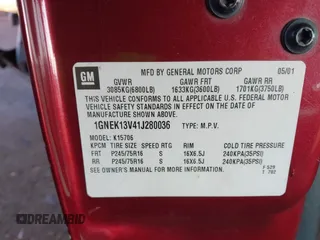 GM
MFD BY GENERAL MOTORS CORP 05/01
GVWR GAWR FRT GAWR RR
3085KG(6800LB) 1633KG(3600LB) 1701KG(3750LB)
THIS VEHICLE CONFORMS TO ALL APPLICABLE U.S. FEDERAL MOTOR
VEHICLE SAFETY STANDARDS IN EFFECT ON THE DATE OF
MANUFACTURE SHOWN ABOVE.
1GNEK13V41J280036 TYPE: M.P.V.
MODEL: K15706
KPCM TIRE SIZE SPEED RTG RIM COLD TIRE PRESSURE
FRT P245/75R16 S 16X6.5J 240KPA(35PSI)
RR P245/75R16 S 16X6.5J 240KPA(35PSI)
SEE OWNER'S MANUAL FOR MORE INFORMATION.
DREAMBID